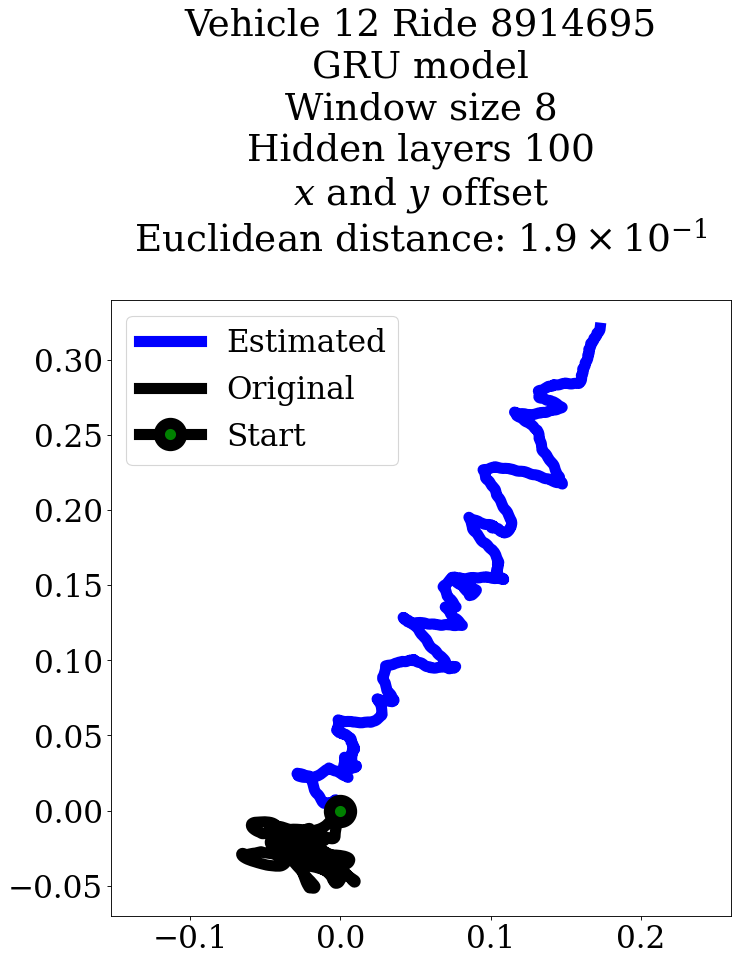 Vehicle 12 Ride 8914695
GRU model
Window size 8
Hidden layers 100
x and y offset
Euclidean distance: 1.9 × 10⁻¹
Estimated
Original
Start
0.30
0.25
0.20
0.15
0.10
0.05
0.00
−0.05
−0.1 0.0 0.1 0.2